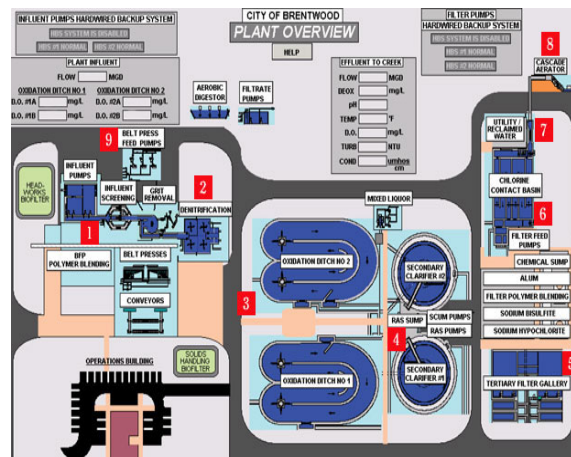 INFLUENT PUMPS HARDWIRED BACKUP SYSTEM
HBS SYSTEM IS DISABLED
HBS #1 NORMAL
HBS #2 NORMAL
CITY OF BRENTWOOD
PLANT OVERVIEW
HELP
FILTER PUMPS
HARDWIRED BACKUP SYSTEM
HBS SYSTEM IS DISABLED
HBS #1 NORMAL
HBS #2 NORMAL
8
CASCADE
AERATOR
PLANT INFLUENT
FLOW MGD
OXIDATION DITCH NO 1
OXIDATION DITCH NO 2
D.O. #1A mg/L
D.O. #2A mg/L
D.O. #1B mg/L
D.O. #2B mg/L
AEROBIC
DIGESTOR
FILTRATE
PUMPS
EFFLUENT TO CREEK
FLOW MGD
DEOX mg/L
pH
TEMP °F
D.O. mg/L
TURB NTU
COND umhos
cm
9
BELT PRESS
FEED PUMPS
UTILITY /
RECLAIMED
WATER
7
HEAD-
WORKS
BIOFILTER
INFLUENT
PUMPS
INFLUENT
SCREENING
GRIT
REMOVAL
2
DENITRIFICATION
1
CHLORINE
CONTACT BASIN
6
FILTER FEED
PUMPS
MIXED LIQUOR
BFP
POLYMER BLENDING
BELT PRESSES
CONVEYORS
OXIDATION DITCH NO 2
SECONDARY
CLARIFIER #2
CHEMICAL SUMP
ALUM
FILTER POLYMER BLENDING
SODIUM BISULFITE
SODIUM HYPOCHLORITE
3
RAS SUMP
SCUMP PUMPS
RAS PUMPS
4
OPERATIONS BUILDING
SOLIDS
HANDLING
BIOFILTER
OXIDATION DITCH NO 1
SECONDARY
CLARIFIER #1
5
TERTIARY FILTER GALLERY